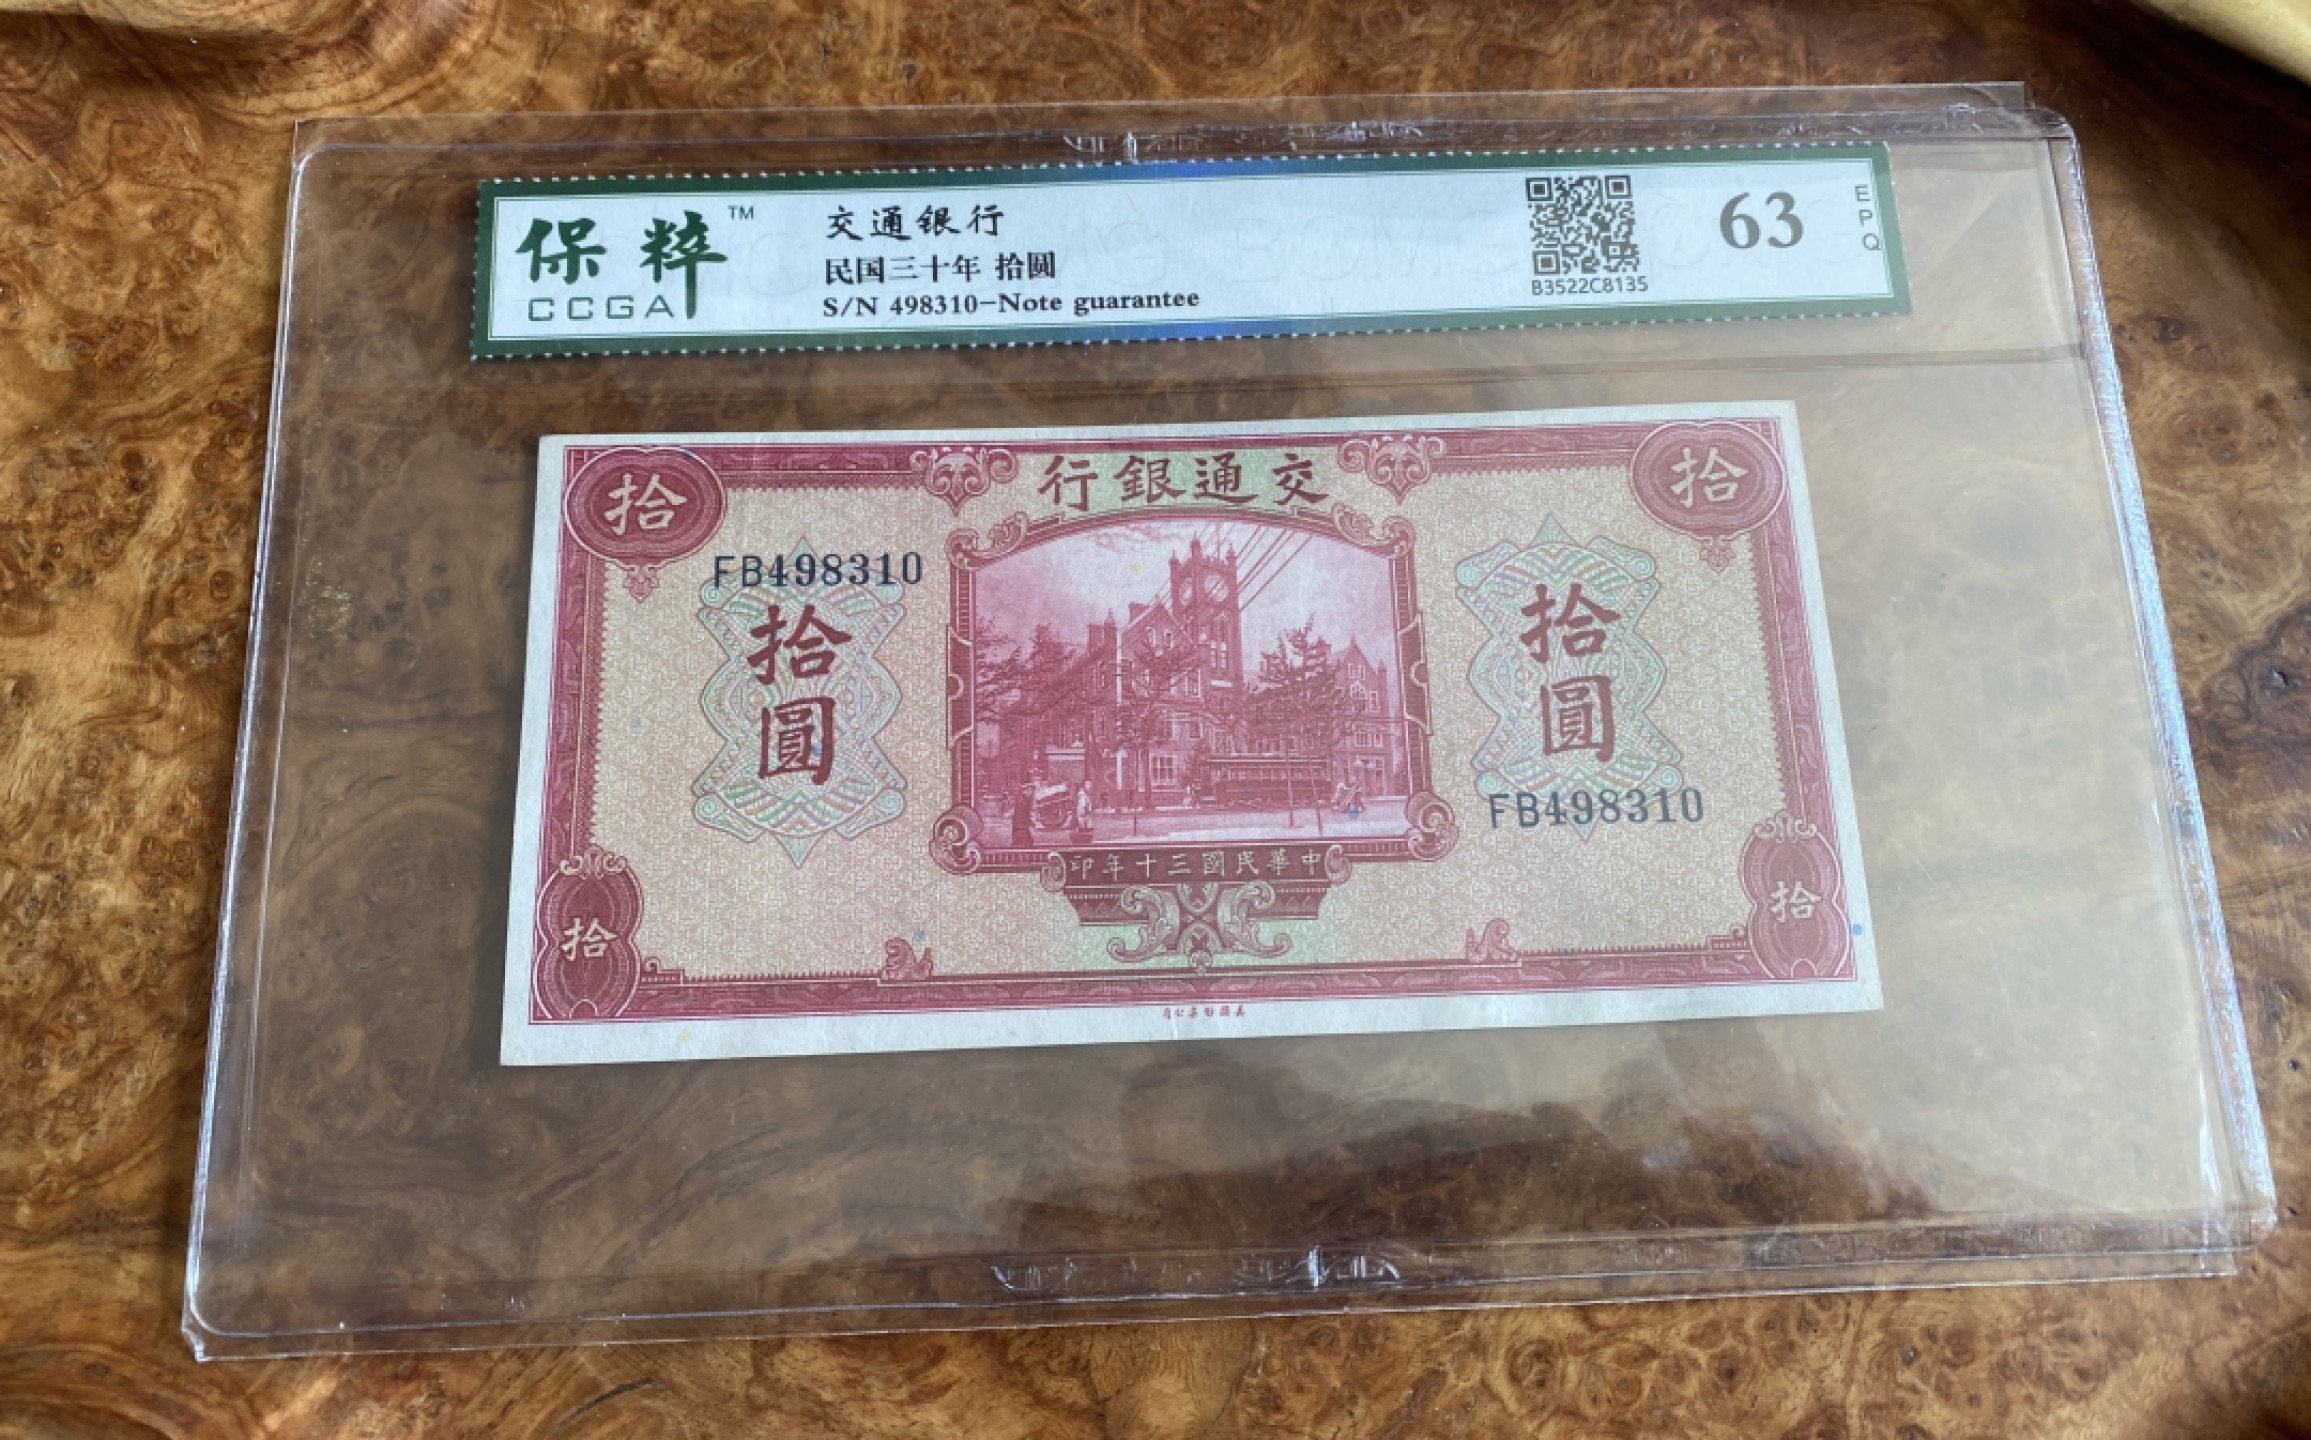 保粹™
CCGA
交通银行
民国三十年 拾圆
S/N 498310-Note guarantee
B3522C8135
63
EPQ
拾
行銀通交
拾
FB498310
拾圓
拾圓
FB498310
印年十三國民華中
拾
拾